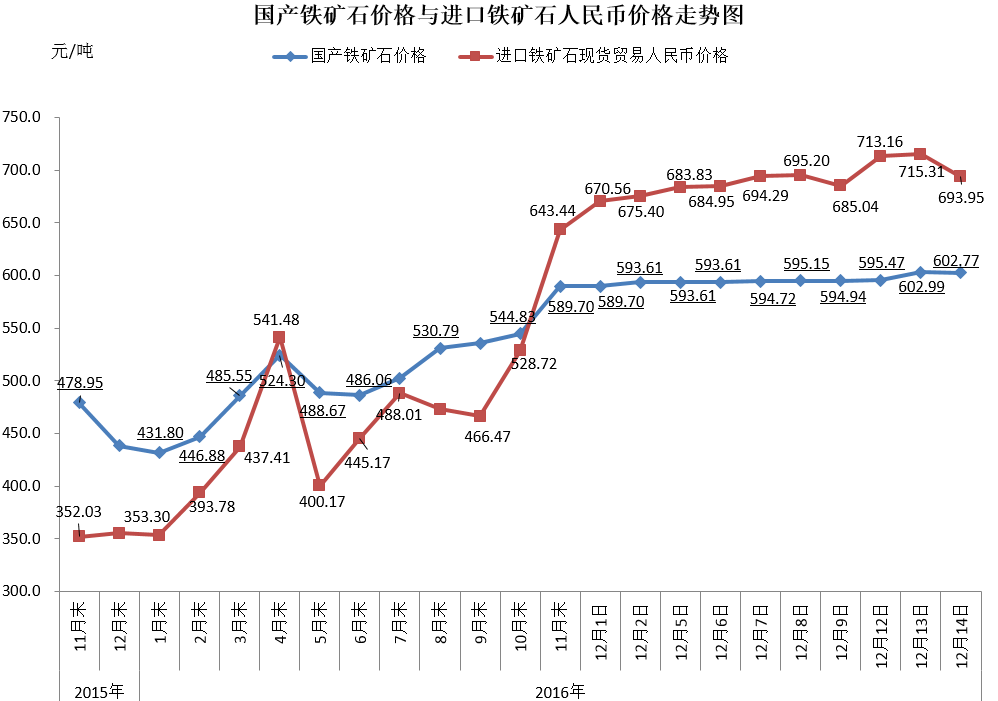 国产铁矿石价格与进口铁矿石人民币价格走势图
元/吨
国产铁矿石价格 进口铁矿石现货贸易人民币价格
750.0
700.0
650.0
600.0
550.0
500.0
450.0
400.0
350.0
300.0
478.95
431.80
446.88
485.55
524.30
488.67
486.06
530.79
544.83
589.70
589.70
593.61
593.61
593.61
594.72
595.15
594.94
595.47
602.99
602.77
352.03
353.30
393.78
437.41
541.48
400.17
445.17
488.01
466.47
528.72
643.44
670.56
675.40
683.83
684.95
694.29
695.20
685.04
713.16
715.31
693.95
11月末
12月末
1月末
2月末
3月末
4月末
5月末
6月末
7月末
8月末
9月末
10月末
11月末
12月1日
12月2日
12月5日
12月6日
12月7日
12月8日
12月9日
12月12日
12月13日
12月14日
2015年 2016年